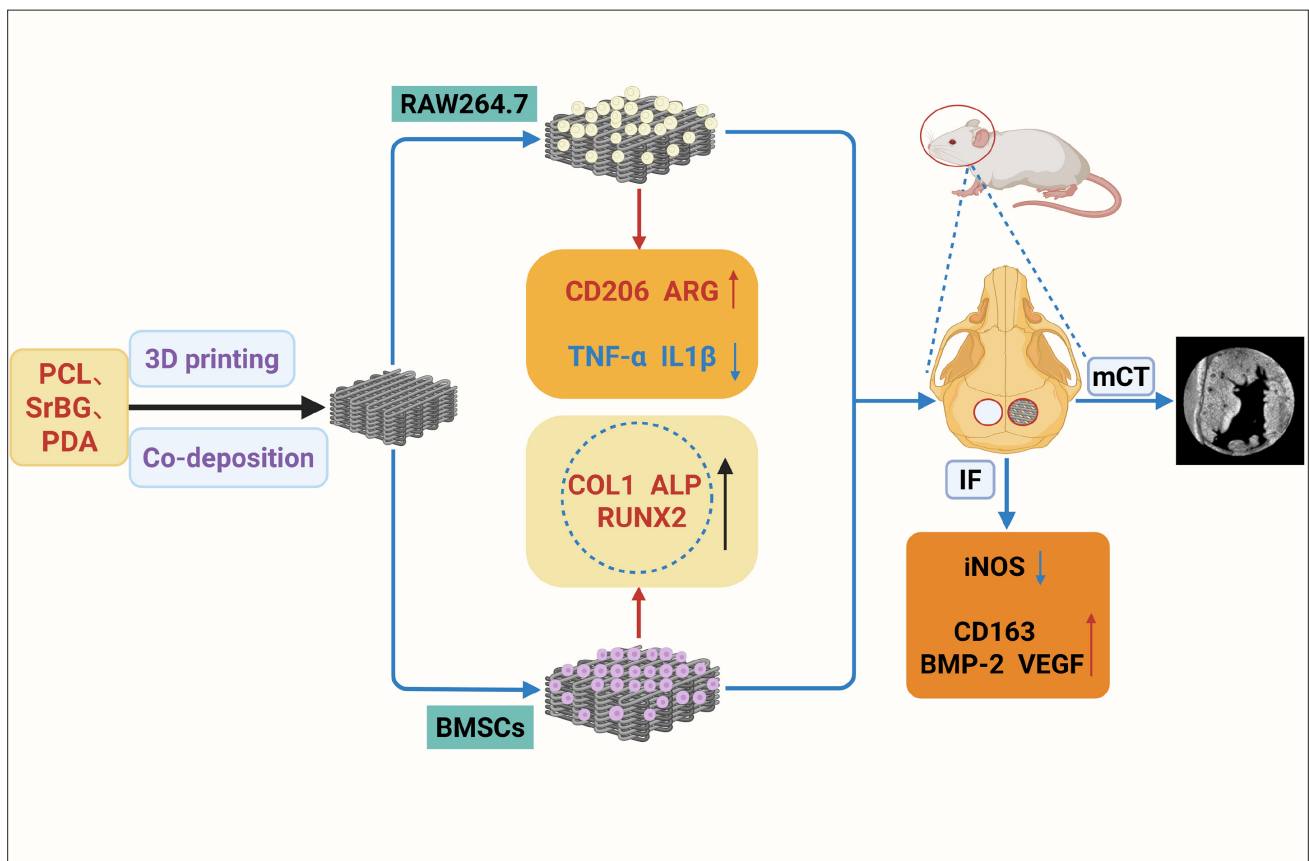 PCL、
SrBG、
PDA
3D printing
Co-deposition
RAW264.7
CD206 ARG
TNF-α IL1β
COL1 ALP
RUNX2
BMSCs
mCT
IF
iNOS
CD163
BMP-2 VEGF